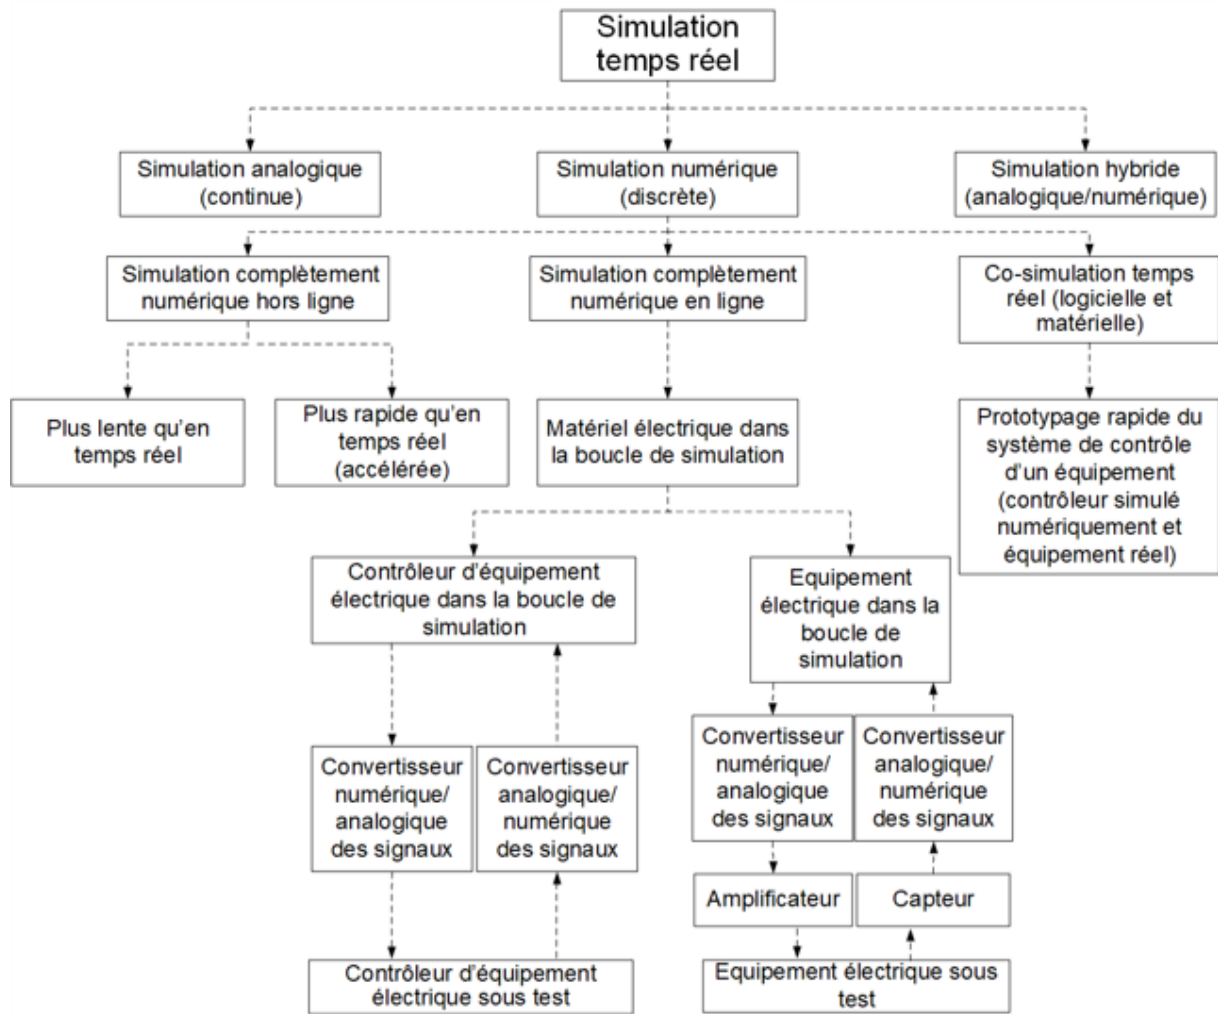 Simulation
temps réel
Simulation analogique
(continue)
Simulation numérique
(discrète)
Simulation hybride
(analogique/numérique)
Simulation complètement
numérique hors ligne
Simulation complètement
numérique en ligne
Co-simulation temps
réel (logicielle et
matérielle)
Plus lente qu'en
temps réel
Plus rapide qu'en
temps réel
(accélérée)
Matériel électrique dans
la boucle de simulation
Prototypage rapide du
système de contrôle
d'un équipement
(contrôleur simulé
numériquement et
équipement réel)
Contrôleur d'équipement
électrique dans la boucle de
simulation
Equipement
électrique dans la
boucle de
simulation
Convertisseur
numérique/
analogique
des signaux
Convertisseur
analogique/
numérique
des signaux
Convertisseur
numérique/
analogique
des signaux
Convertisseur
analogique/
numérique
des signaux
Amplificateur
Capteur
Contrôleur d'équipement
électrique sous test
Equipement électrique sous
test